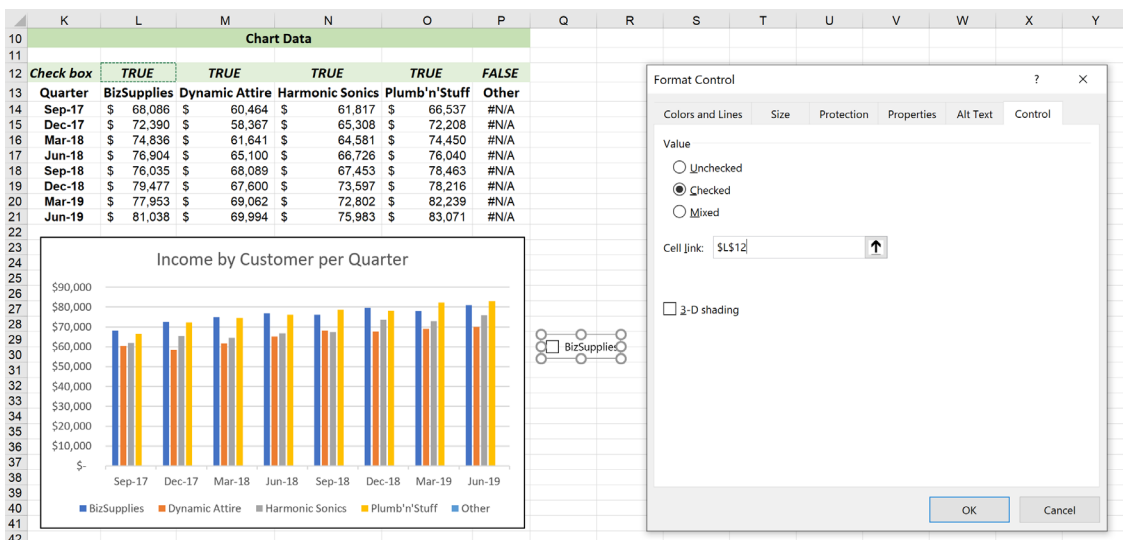 K L M N O P Q R S T U V W X Y
10 Chart Data
11
12 Check box TRUE TRUE TRUE TRUE FALSE
13 Quarter BizSupplies Dynamic Attire Harmonic Sonics Plumb'n'Stuff Other
14 Sep-17 $ 68,086 $ 60,464 $ 61,817 $ 66,537 #N/A
15 Dec-17 $ 72,390 $ 58,367 $ 65,308 $ 72,208 #N/A
16 Mar-18 $ 74,836 $ 61,641 $ 64,581 $ 74,450 #N/A
17 Jun-18 $ 76,904 $ 65,100 $ 66,726 $ 76,040 #N/A
18 Sep-18 $ 76,035 $ 68,089 $ 67,453 $ 78,463 #N/A
19 Dec-18 $ 79,477 $ 67,600 $ 73,597 $ 78,216 #N/A
20 Mar-19 $ 77,953 $ 69,062 $ 72,802 $ 82,239 #N/A
21 Jun-19 $ 81,038 $ 69,994 $ 75,983 $ 83,071 #N/A
22
23
24
25
26
27
28
29
30
31
32
33
34
35
36
37
38
39
40
41
42
Income by Customer per Quarter
$90,000
$80,000
$70,000
$60,000
$50,000
$40,000
$30,000
$20,000
$10,000
$-
Sep-17 Dec-17 Mar-18 Jun-18 Sep-18 Dec-18 Mar-19 Jun-19
BizSupplies Dynamic Attire Harmonic Sonics Plumb'n'Stuff Other
BizSupplies
Format Control ? ×
Colors and Lines Size Protection Properties Alt Text Control
Value
Unchecked
Checked
Mixed
Cell link: $L$12
3-D shading
OK Cancel